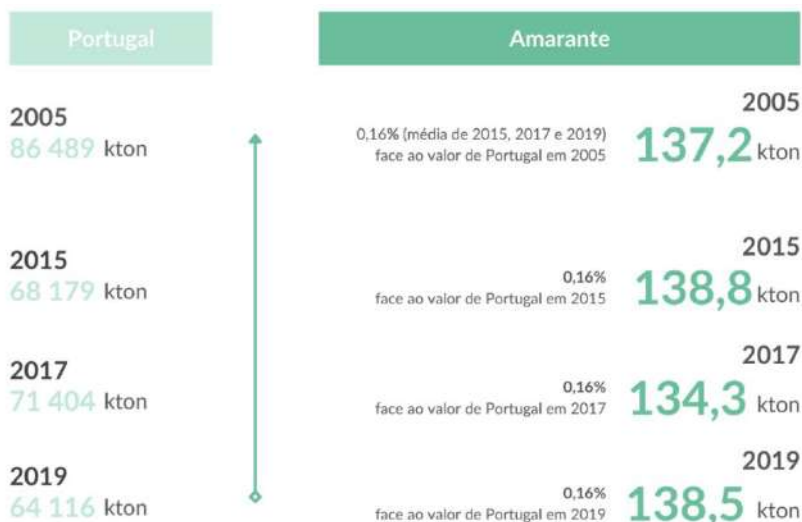 Portugal
Amarante
2005
86 489 kton
2005
0,16% (média de 2015, 2017 e 2019)
face ao valor de Portugal em 2005
137,2 kton
2015
68 179 kton
2015
0,16%
face ao valor de Portugal em 2015
138,8 kton
2017
71 404 kton
2017
0,16%
face ao valor de Portugal em 2017
134,3 kton
2019
64 116 kton
2019
0,16%
face ao valor de Portugal em 2019
138,5 kton